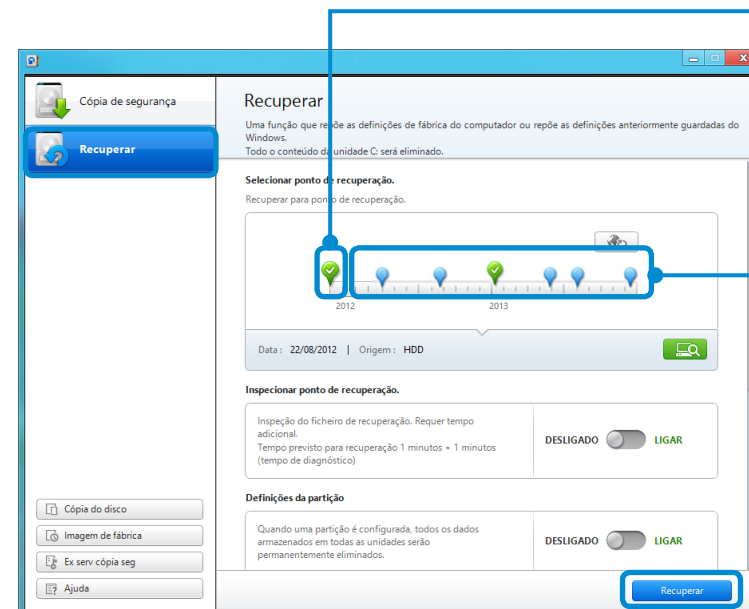 Cópia de segurança
Recuperar
Recuperar
Uma função que repõe as definições de fábrica do computador ou repõe as definições anteriormente guardadas do
Windows.
Todo o conteúdo da unidade C: será eliminado.
Selecionar ponto de recuperação.
Recuperar para ponto de recuperação.
2012
2013
Data : 22/08/2012 | Origem : HDD
Inspecionar ponto de recuperação.
Inspeção do ficheiro de recuperação. Requer tempo
adicional.
Tempo previsto para recuperação 1 minutos + 1 minutos
(tempo de diagnóstico)
DESLIGADO LIGAR
Definições da partição
Quando uma partição é configurada, todos os dados
armazenados em todas as unidades serão
permanentemente eliminados.
DESLIGADO LIGAR
Cópia do disco
Imagem de fábrica
Ex serv cópia seg
Ajuda
Recuperar